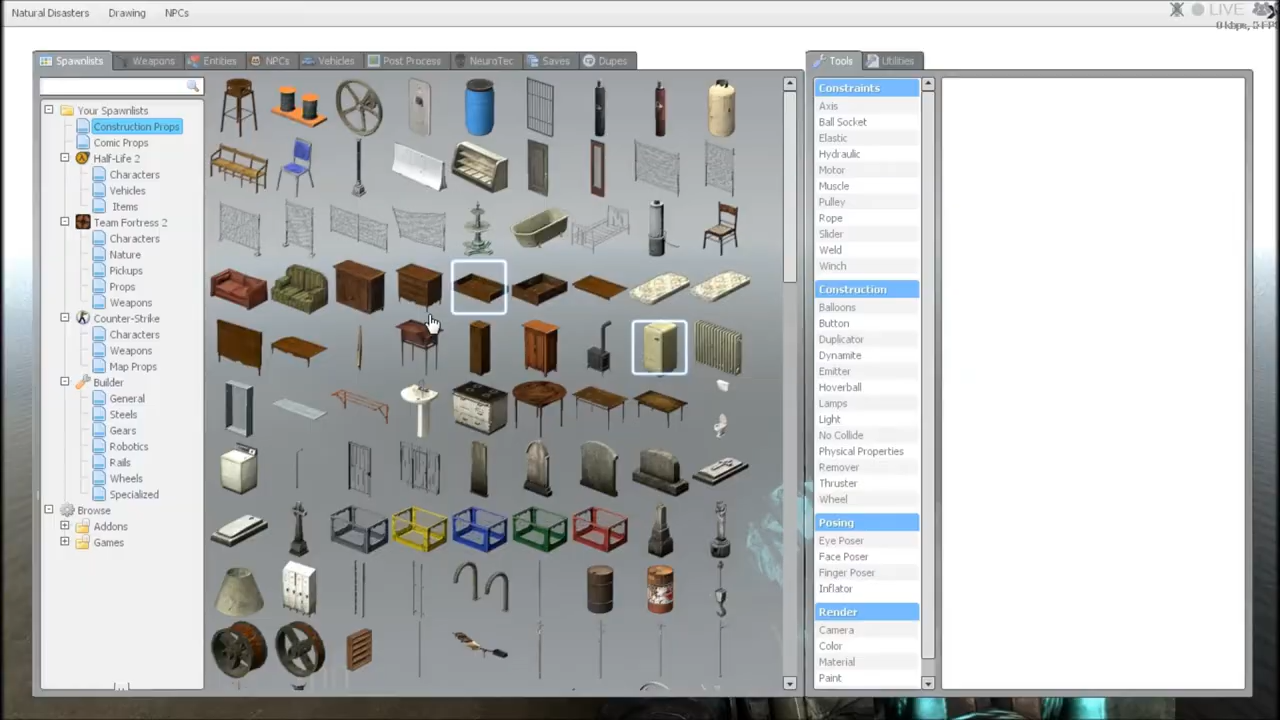 Natural Disasters Drawing NPCs
LIVE
0 kbps, 0 FP
Spawnlists Weapons Entities NPCs Vehicles Post Process NeuroTec Saves Dupes
Your Spawnlists
Construction Props
Comic Props
Half-Life 2
Characters
Vehicles
Items
Team Fortress 2
Characters
Nature
Pickups
Props
Weapons
Counter-Strike
Characters
Weapons
Map Props
Builder
General
Steels
Gears
Robotics
Rails
Wheels
Specialized
Browse
Addons
Games
Tools Utilities
Constraints
Axis
Ball Socket
Elastic
Hydraulic
Motor
Muscle
Pulley
Rope
Slider
Weld
Winch
Construction
Balloons
Button
Duplicator
Dynamite
Emitter
Hoverball
Lamps
Light
No Collide
Physical Properties
Remover
Thruster
Wheel
Posing
Eye Poser
Face Poser
Finger Poser
Inflator
Render
Camera
Color
Material
Paint